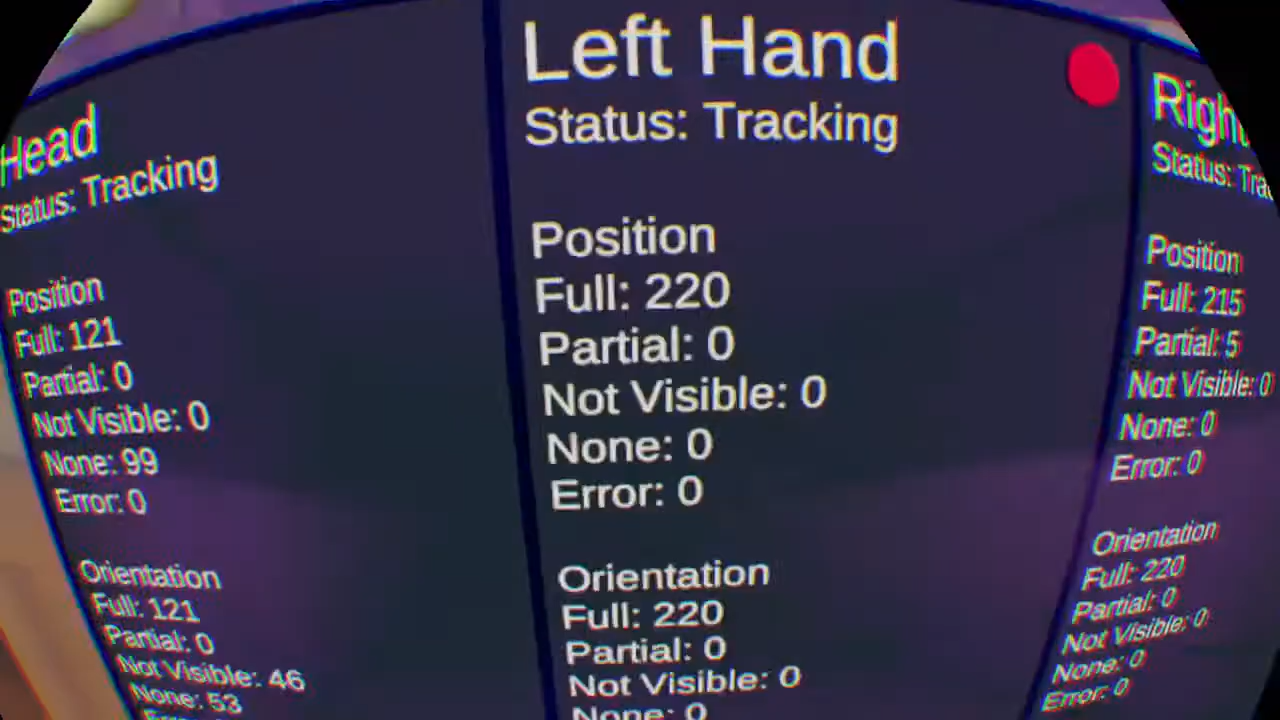 Head
Status: Tracking
Position
Full: 121
Partial: 0
Not Visible: 0
None: 99
Error: 0
Orientation
Full: 121
Partial: 0
Not Visible: 46
None: 53
Left Hand
Status: Tracking
Position
Full: 220
Partial: 0
Not Visible: 0
None: 0
Error: 0
Orientation
Full: 220
Partial: 0
Not Visible: 0
None: 0
Status:
Position
Full: 215
Partial: 5
Not Visible: 0
None: 0
Error: 0
Orientation
Full: 220
Partial: 0
Not Visible: 0
None: 0
Error: 0